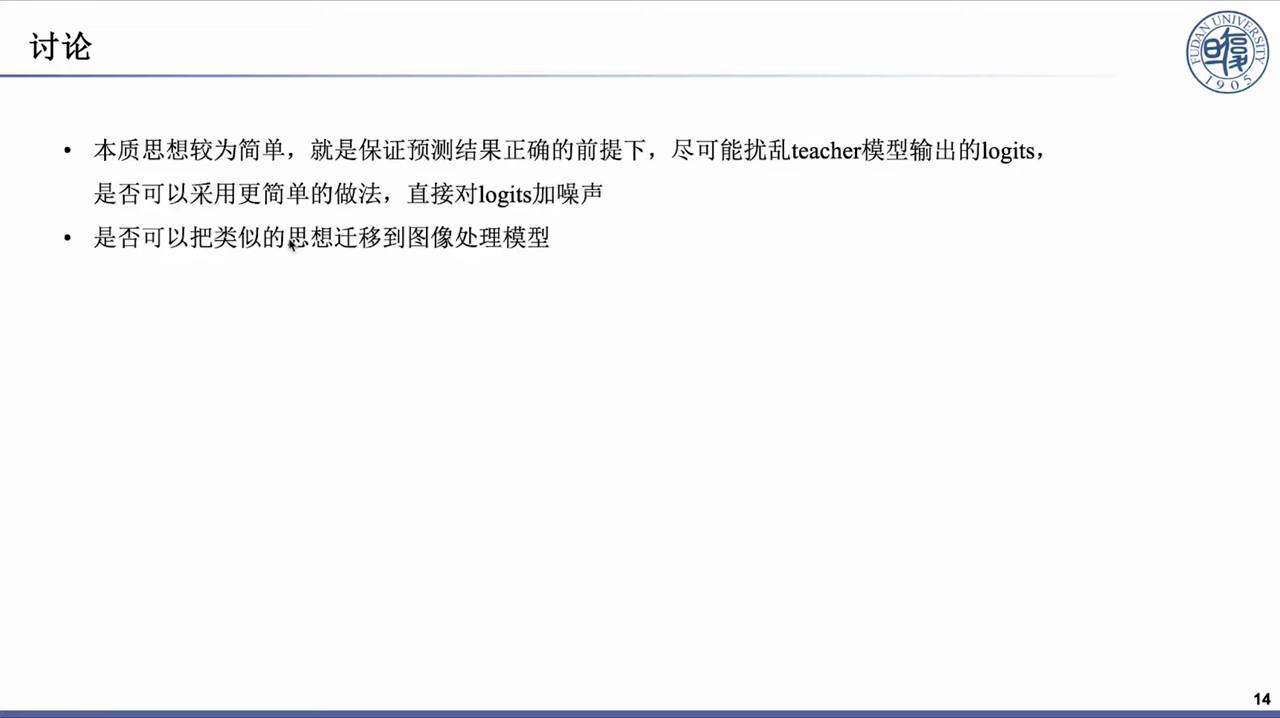 讨论
FUDAN UNIVERSITY
1905
• 本质思想较为简单，就是保证预测结果正确的前提下，尽可能扰乱teacher模型输出的logits，
是否可以采用更简单的做法，直接对logits加噪声
• 是否可以把类似的思想迁移到图像处理模型
14